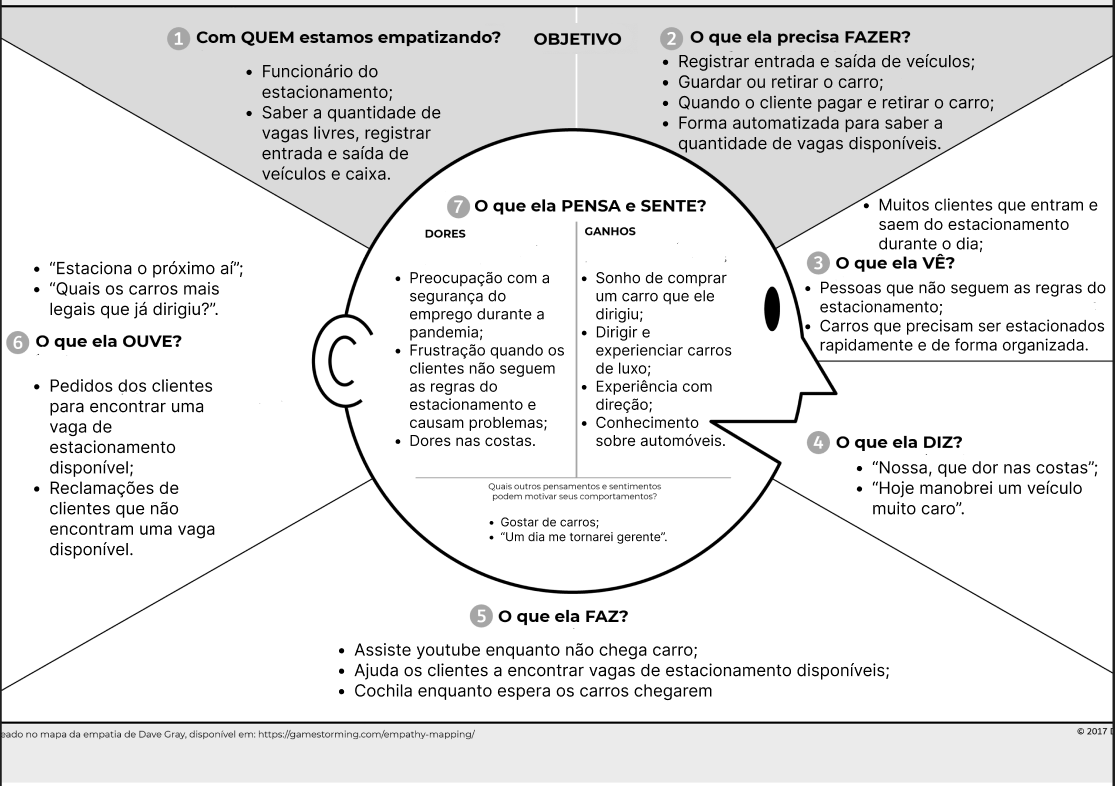 OBJETIVO
1 Com QUEM estamos empatizando?
• Funcionário do
estacionamento;
• Saber a quantidade de
vagas livres, registrar
entrada e saída de
veículos e caixa.
2 O que ela precisa FAZER?
• Registrar entrada e saída de veículos;
• Guardar ou retirar o carro;
• Quando o cliente pagar e retirar o carro;
• Forma automatizada para saber a
quantidade de vagas disponíveis.
• Muitos clientes que entram e
saem do estacionamento
durante o dia;
3 O que ela VÊ?
• Pessoas que não seguem as regras do
estacionamento;
• Carros que precisam ser estacionados
rapidamente e de forma organizada.
4 O que ela DIZ?
• “Nossa, que dor nas costas”;
• “Hoje manobrei um veículo
muito caro”.
5 O que ela FAZ?
• Assiste youtube enquanto não chega carro;
• Ajuda os clientes a encontrar vagas de estacionamento disponíveis;
• Cochila enquanto espera os carros chegarem
• “Estaciona o próximo aí”;
• “Quais os carros mais
legais que já dirigiu?”.
6 O que ela OUVE?
• Pedidos dos clientes
para encontrar uma
vaga de
estacionamento
disponível;
• Reclamações de
clientes que não
encontram uma vaga
disponível.
7 O que ela PENSA e SENTE?
DORES
• Preocupação com a
segurança do
emprego durante a
pandemia;
• Frustração quando os
clientes não seguem
as regras do
estacionamento e
causam problemas;
• Dores nas costas.
GANHOS
• Sonho de comprar
um carro que ele
dirigiu;
• Dirigir e
experienciar carros
de luxo;
• Experiência com
direção;
• Conhecimento
sobre automóveis.
Quais outros pensamentos e sentimentos
podem motivar seus comportamentos?
• Gostar de carros;
• “Um dia me tornarei gerente”.
eado no mapa da empatia de Dave Gray, disponível em: https://gamestorming.com/empathy-mapping/
© 2017